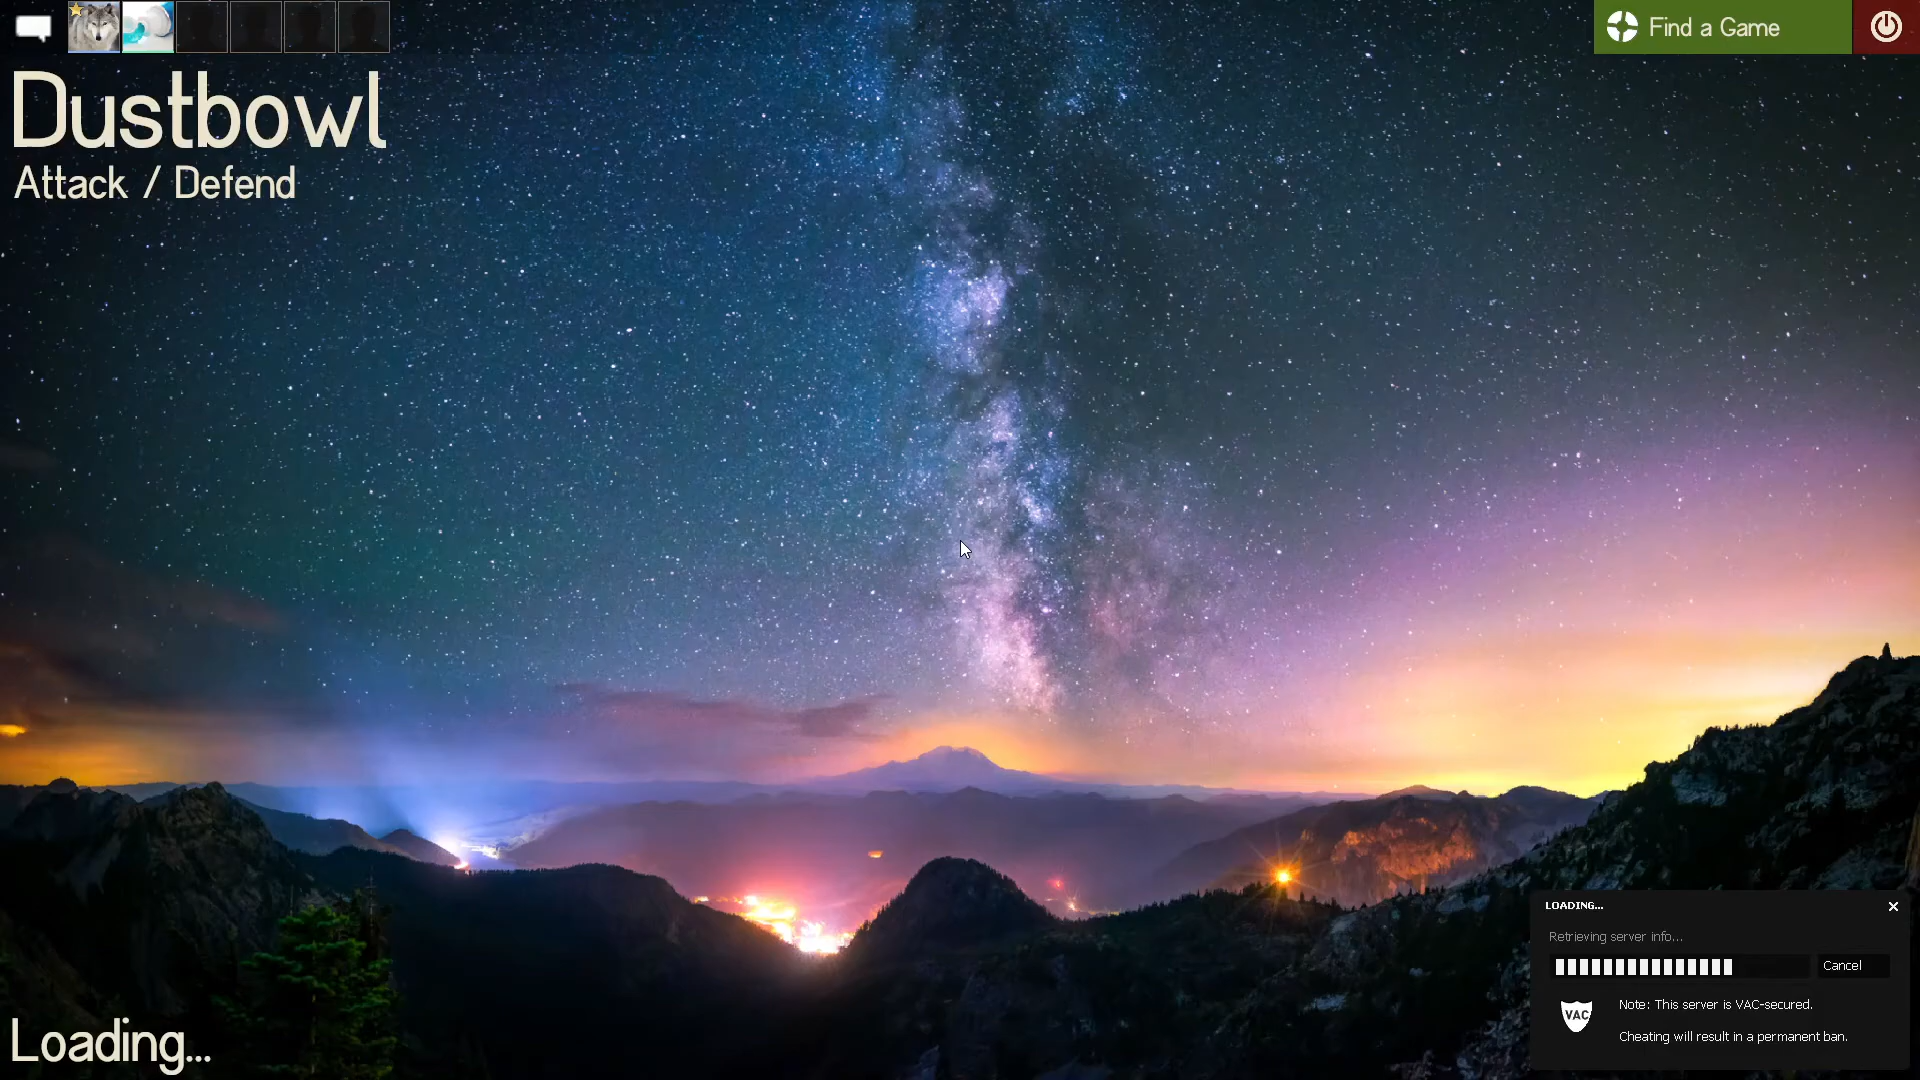 Find a Game
Dustbowl
Attack / Defend
LOADING...
Retrieving server info...
Cancel
VAC
Note: This server is VAC-secured.
Cheating will result in a permanent ban.
Loading...